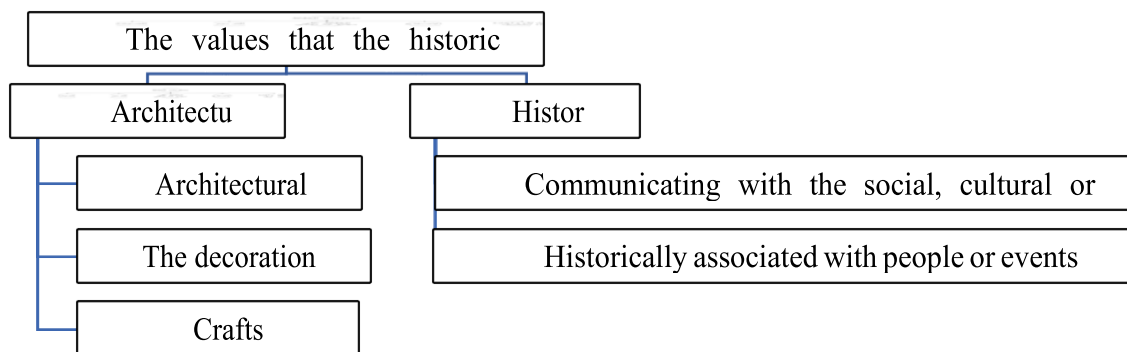 The values that the historic
Architectu
Histor
Architectural
Communicating with the social, cultural or
The decoration
Historically associated with people or events
Crafts